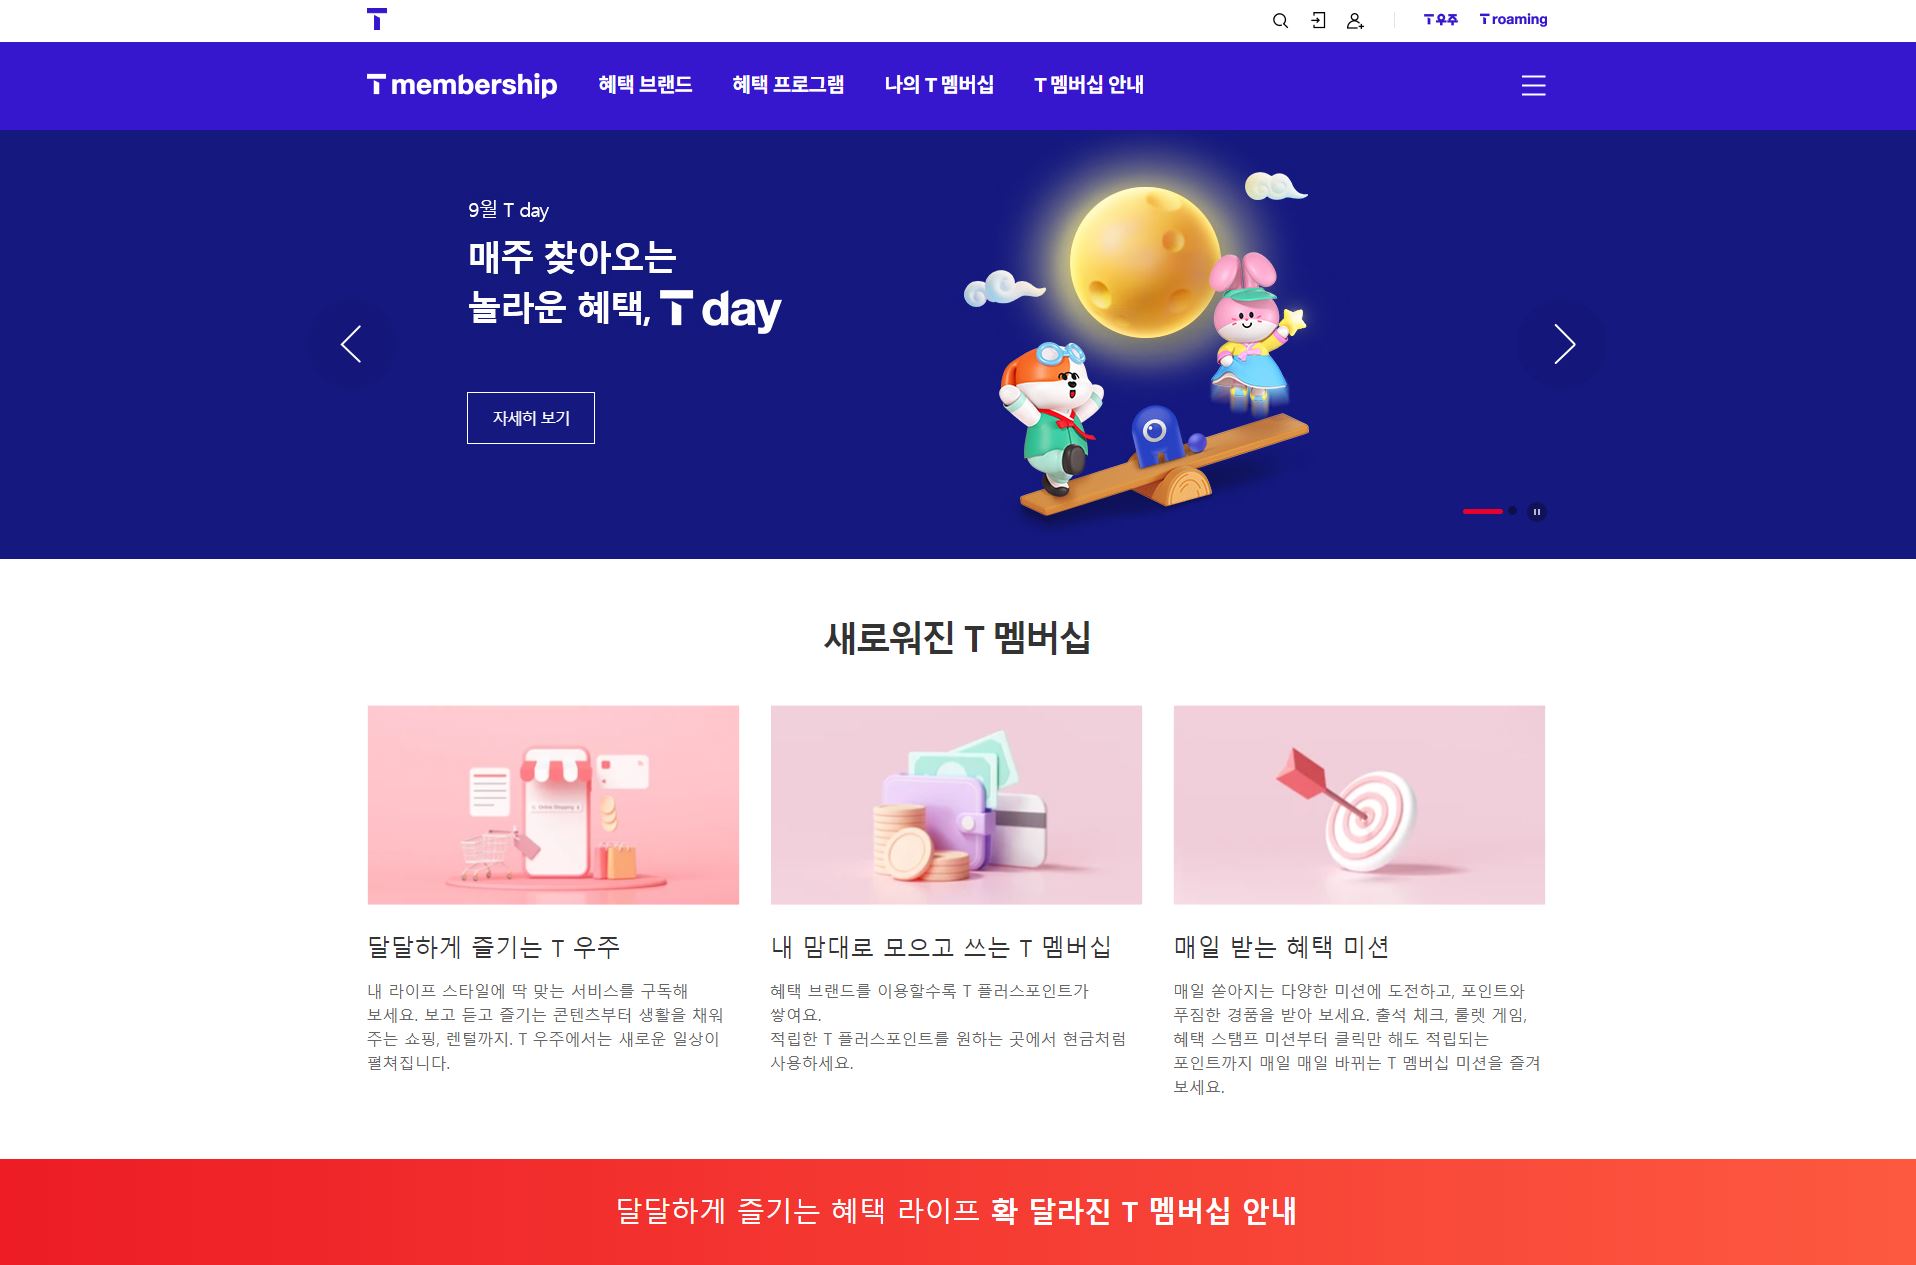 T
T우주
T roaming
T membership
혜택 브랜드
혜택 프로그램
나의 T 멤버십
T 멤버십 안내
9월 T day
매주 찾아오는
놀라운 혜택, T day
자세히 보기
새로워진 T 멤버십
Online Shopping
달달하게 즐기는 T 우주
내 라이프 스타일에 딱 맞는 서비스를 구독해
보세요. 보고 듣고 즐기는 콘텐츠부터 생활을 채워
주는 쇼핑, 렌털까지. T 우주에서는 새로운 일상이
펼쳐집니다.
내 맘대로 모으고 쓰는 T 멤버십
혜택 브랜드를 이용할수록 T 플러스포인트가
쌓여요.
적립한 T 플러스포인트를 원하는 곳에서 현금처럼
사용하세요.
매일 받는 혜택 미션
매일 쏟아지는 다양한 미션에 도전하고, 포인트와
푸짐한 경품을 받아 보세요. 출석 체크, 룰렛 게임,
혜택 스탬프 미션부터 클릭만 해도 적립되는
포인트까지 매일 매일 바뀌는 T 멤버십 미션을 즐겨
보세요.
달달하게 즐기는 혜택 라이프 확 달라진 T 멤버십 안내